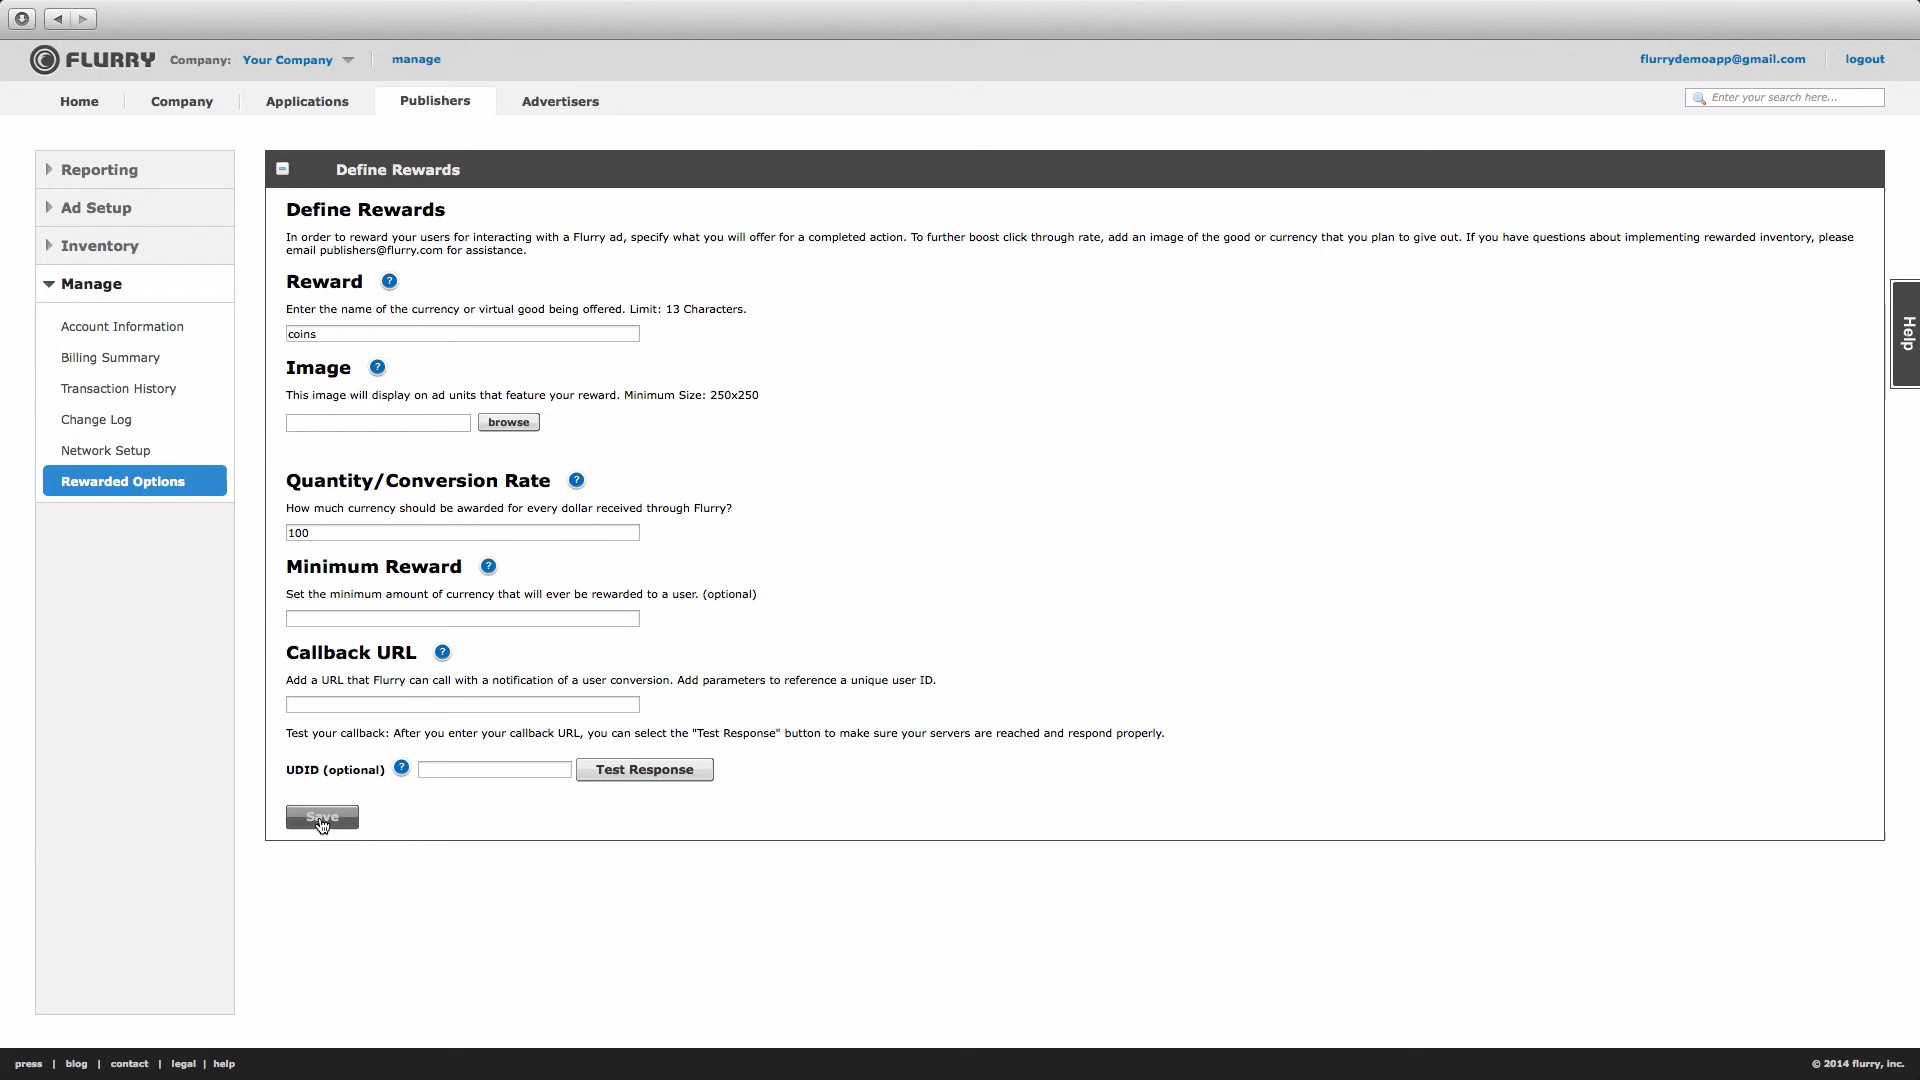 FLURRY Company: Your Company manage flurrydemoapp@gmail.com logout
Home Company Applications Publishers Advertisers Enter your search here...
Reporting
Ad Setup
Inventory
Manage
Account Information
Billing Summary
Transaction History
Change Log
Network Setup
Rewarded Options
Define Rewards
Define Rewards
In order to reward your users for interacting with a Flurry ad, specify what you will offer for a completed action. To further boost click through rate, add an image of the good or currency that you plan to give out. If you have questions about implementing rewarded inventory, please
email publishers@flurry.com for assistance.
Reward ?
Enter the name of the currency or virtual good being offered. Limit: 13 Characters.
coins
Image ?
This image will display on ad units that feature your reward. Minimum Size: 250x250
browse
Quantity/Conversion Rate ?
How much currency should be awarded for every dollar received through Flurry?
100
Minimum Reward ?
Set the minimum amount of currency that will ever be rewarded to a user. (optional)
Callback URL ?
Add a URL that Flurry can call with a notification of a user conversion. Add parameters to reference a unique user ID.
Test your callback: After you enter your callback URL, you can select the "Test Response" button to make sure your servers are reached and respond properly.
UDID (optional) ? Test Response
Save
Help
press | blog | contact | legal | help © 2014 flurry, inc.